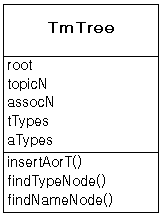 TmTree
root
topicN
assocN
tTypes
aTypes
insertAorT()
findTypeNode()
findNameNode()